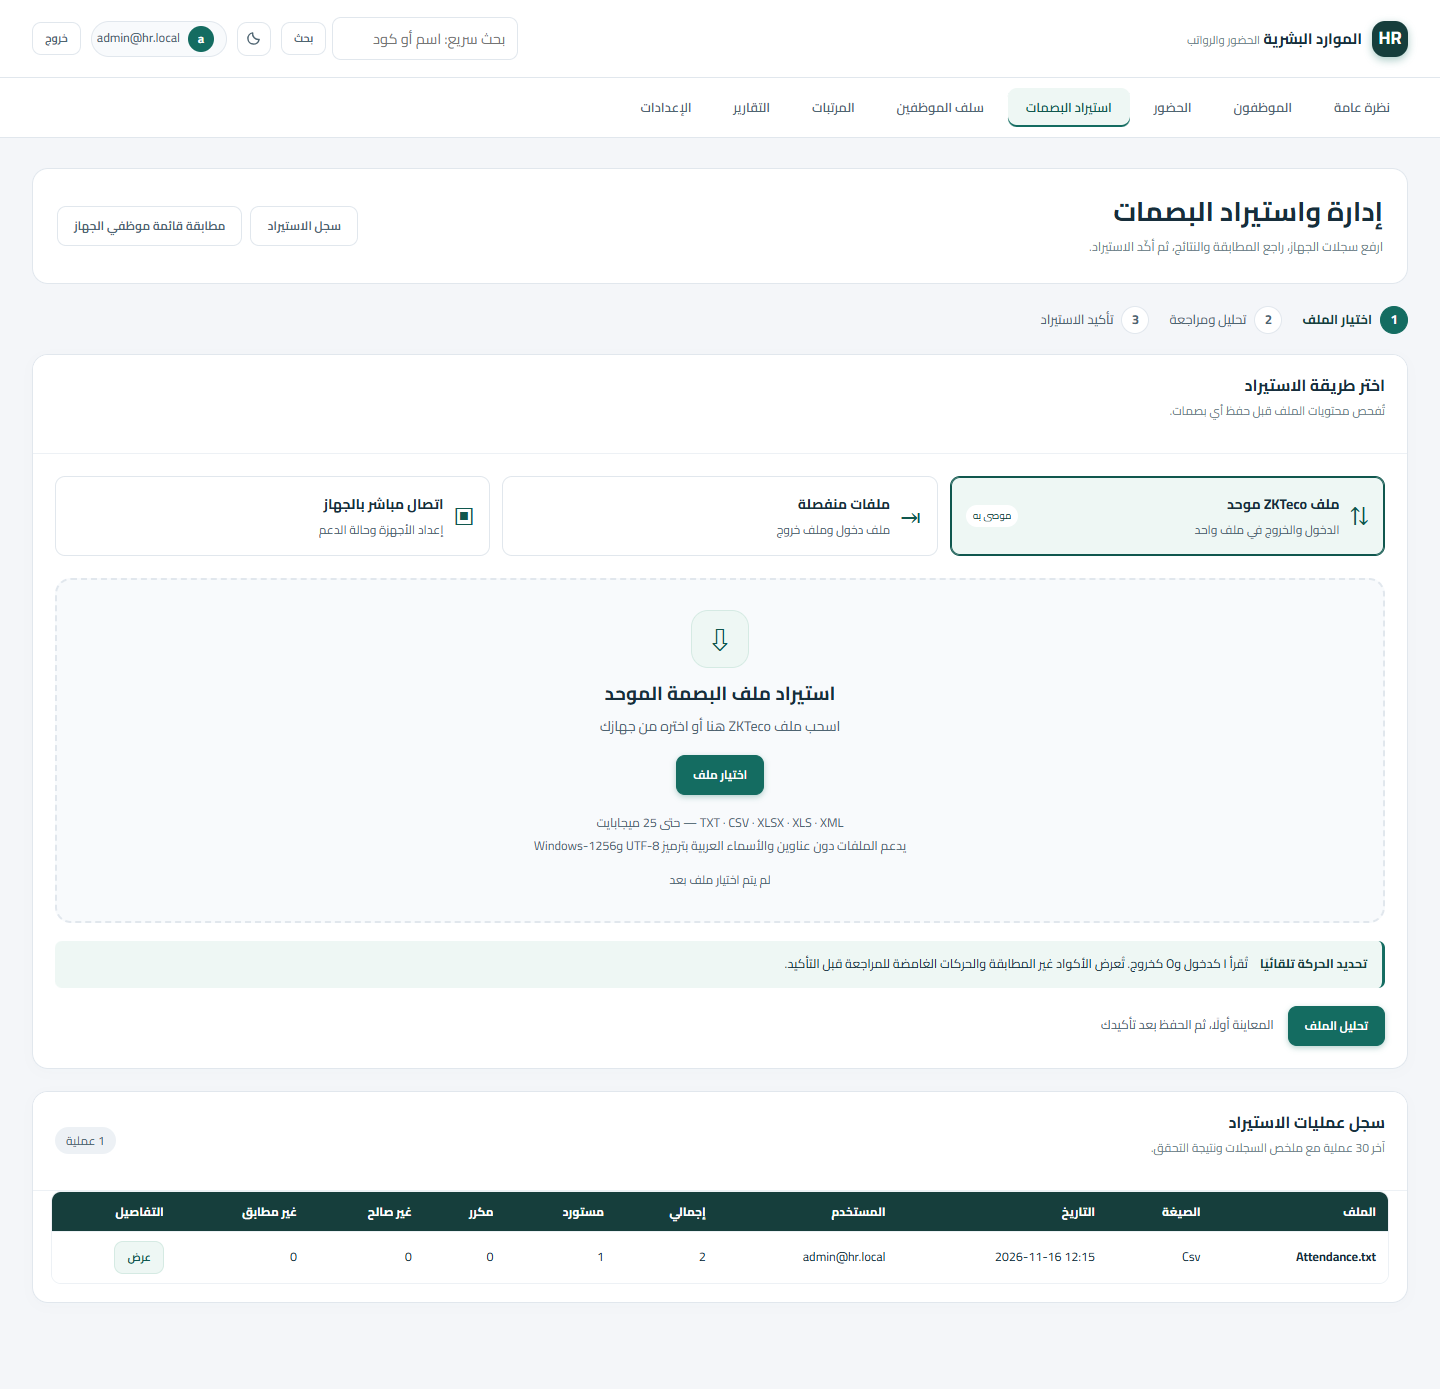 HR الموارد البشرية الحضور والرواتب
بحث سريع: اسم أو كود
بحث
a admin@hr.local
خروج
نظرة عامة
الموظفون
الحضور
استيراد البصمات
سلف الموظفين
المرتبات
التقارير
الإعدادات
إدارة واستيراد البصمات
ارفع سجلات الجهاز، راجع المطابقة والنتائج، ثم أكّد الاستيراد.
سجل الاستيراد
مطابقة قائمة موظفي الجهاز
1 اختيار الملف
2 تحليل ومراجعة
3 تأكيد الاستيراد
اختر طريقة الاستيراد
تُفحص محتويات الملف قبل حفظ أي بصمات.
ملف ZKTeco موحد
الدخول والخروج في ملف واحد
موصى به
ملفات منفصلة
ملف دخول وملف خروج
اتصال مباشر بالجهاز
إعداد الأجهزة وحالة الدعم
استيراد ملف البصمة الموحد
اسحب ملف ZKTeco هنا أو اختره من جهازك
اختيار ملف
TXT · CSV · XLSX · XLS · XML — حتى 25 ميجابايت
يدعم الملفات دون عناوين والأسماء العربية بترميز UTF-8 وWindows-1256
لم يتم اختيار ملف بعد
تحديد الحركة تلقائيا تُقرأ I كدخول وO كخروج. تُعرض الأكواد غير المطابقة والحركات الغامضة للمراجعة قبل التأكيد.
تحليل الملف
المعاينة أولًا، ثم الحفظ بعد تأكيدك
سجل عمليات الاستيراد
آخر 30 عملية مع ملخص السجلات ونتيجة التحقق.
1 عملية
الملف الصيغة التاريخ المستخدم إجمالي مستورد مكرر غير صالح غير مطابق التفاصيل
Attendance.txt Csv 2026-11-16 12:15 admin@hr.local 2 1 0 0 0 عرض